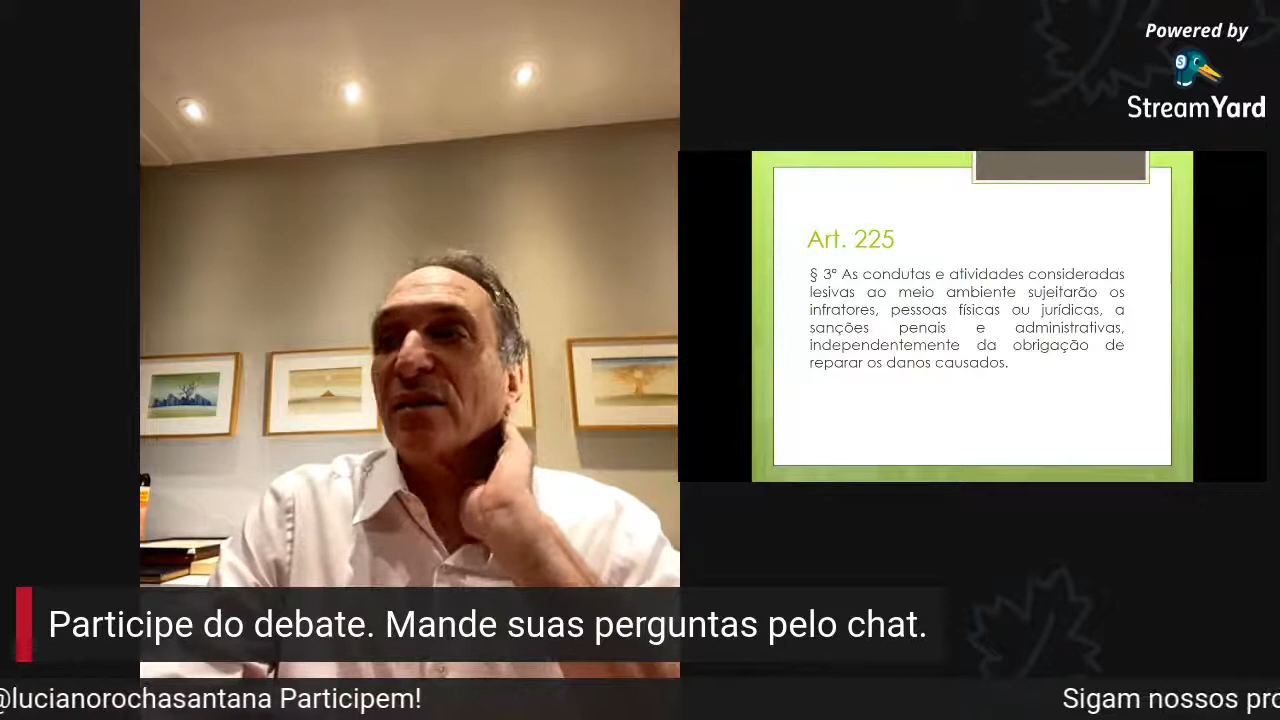 Powered by
StreamYard
Art. 225
§ 3º As condutas e atividades consideradas
lesivas ao meio ambiente sujeitarão os
infratores, pessoas físicas ou jurídicas, a
sanções penais e administrativas,
independentemente da obrigação de
reparar os danos causados.
Participe do debate. Mande suas perguntas pelo chat.
@lucianorochasantana Participem!
Sigam nossos pro